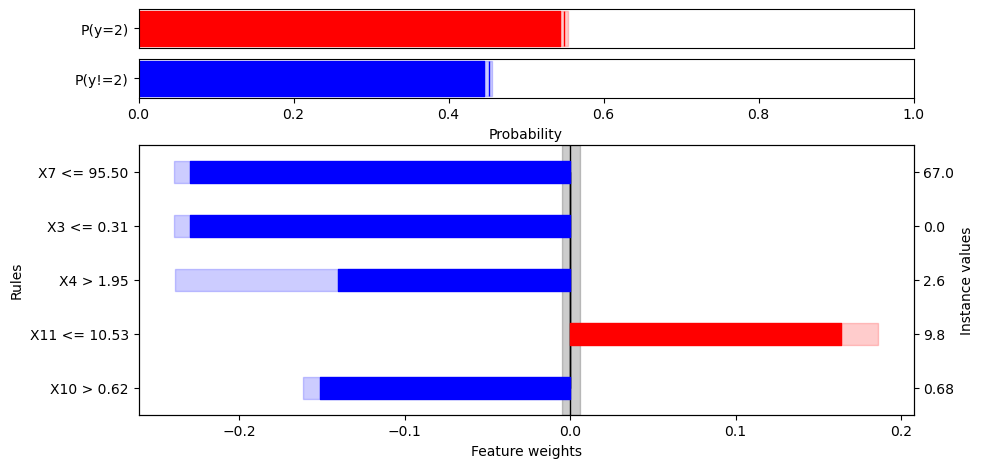 P(y=2)
P(y!=2)
0.0 0.2 0.4 0.6 0.8 1.0
Probability
X7 <= 95.50 67.0
X3 <= 0.31 0.0
X4 > 1.95 2.6
X11 <= 10.53 9.8
X10 > 0.62 0.68
Rules
Instance values
−0.2 −0.1 0.0 0.1 0.2
Feature weights